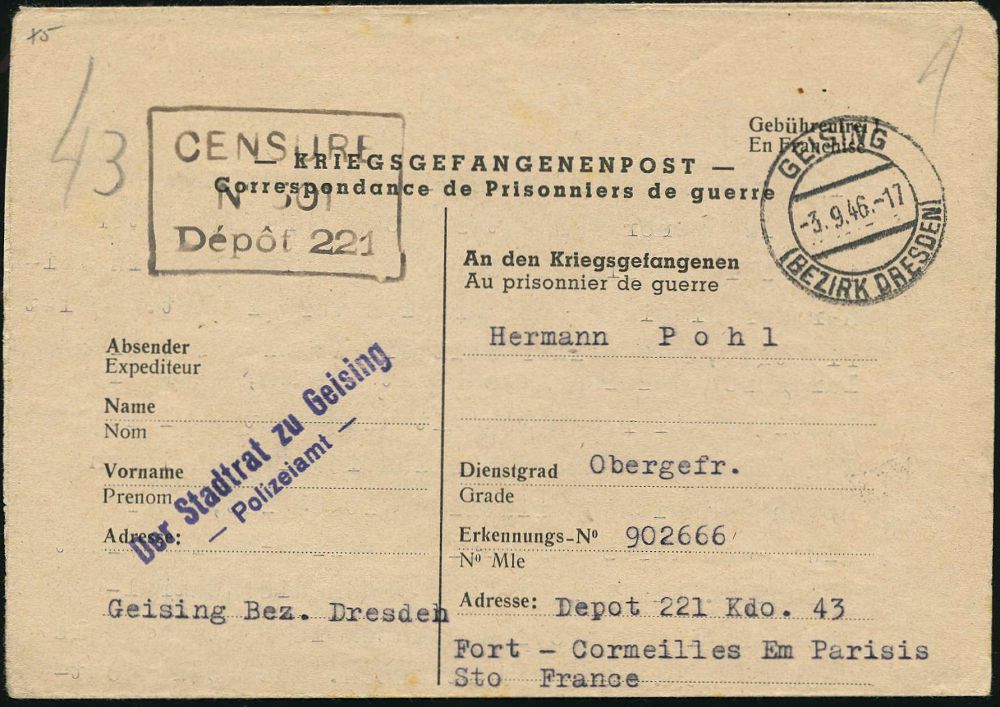 x5
43
CENSURE
N° 301
Dépôt 221
Gebührenfrei !
En Franchise
GEISING
-3. 9.46.-17
(BEZIRK DRESDEN)
— KRIEGSGEFANGENENPOST —
Correspondance de Prisonniers de guerre
An den Kriegsgefangenen
Au prisonnier de guerre
Hermann P o h l
Absender
Expediteur
Name
Nom
Vorname
Prenom
Adresse:
Der Stadtrat zu Geising
— Polizeiamt —
Geising Bez. Dresden
Dienstgrad Obergefr.
Grade
Erkennungs-Nº 902666
Nº Mle
Adresse: Depot 221 Kdo. 43
Fort - Cormeilles Em Parisis
Sto France